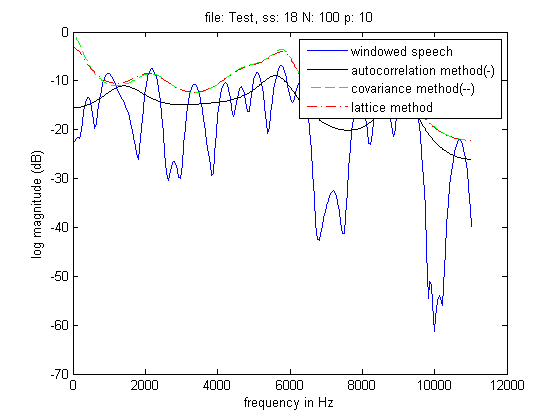 file: Test, ss: 18 N: 100 p: 10
windowed speech
autocorrelation method(-)
covariance method(--)
lattice method
log magnitude (dB)
0
-10
-20
-30
-40
-50
-60
-70
0
2000
4000
6000
8000
10000
12000
frequency in Hz